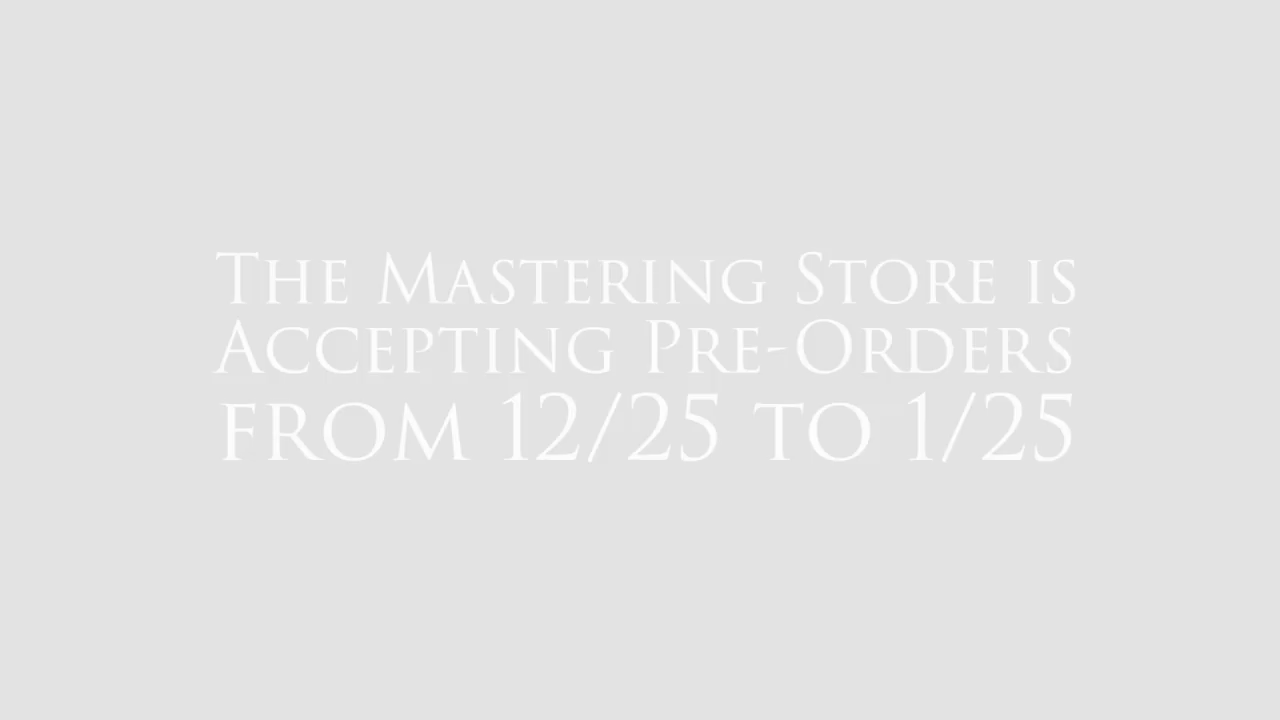 The Mastering Store is
Accepting Pre-Orders
from 12/25 to 1/25